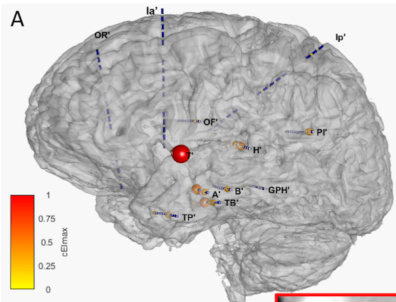 A
Ia'
OR'
Ip'
OF'
PI'
H'
A'
B'
GPH'
TB'
TP'
1
0.75
0.5
0.25
0
cEImax